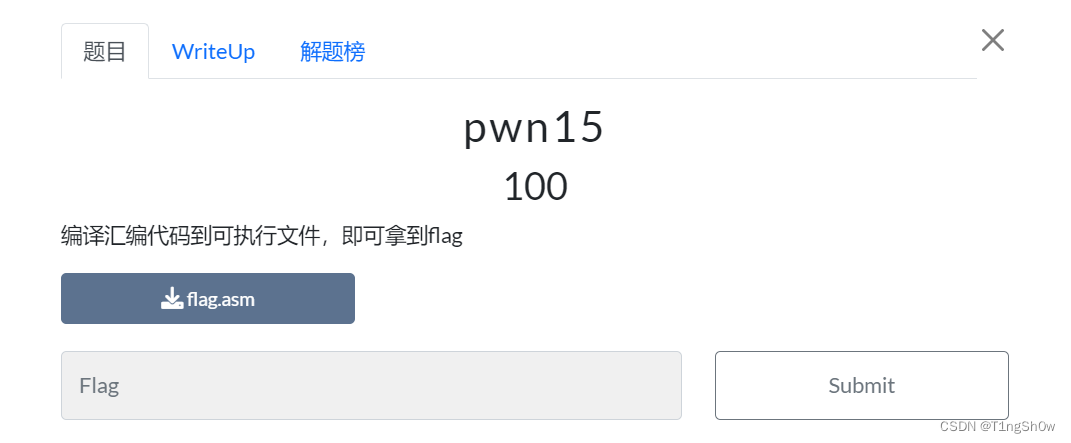 题目 WriteUp 解题榜
pwn15
100
编译汇编代码到可执行文件，即可拿到flag
flag.asm
Flag Submit
CSDN @T1ngSh0w